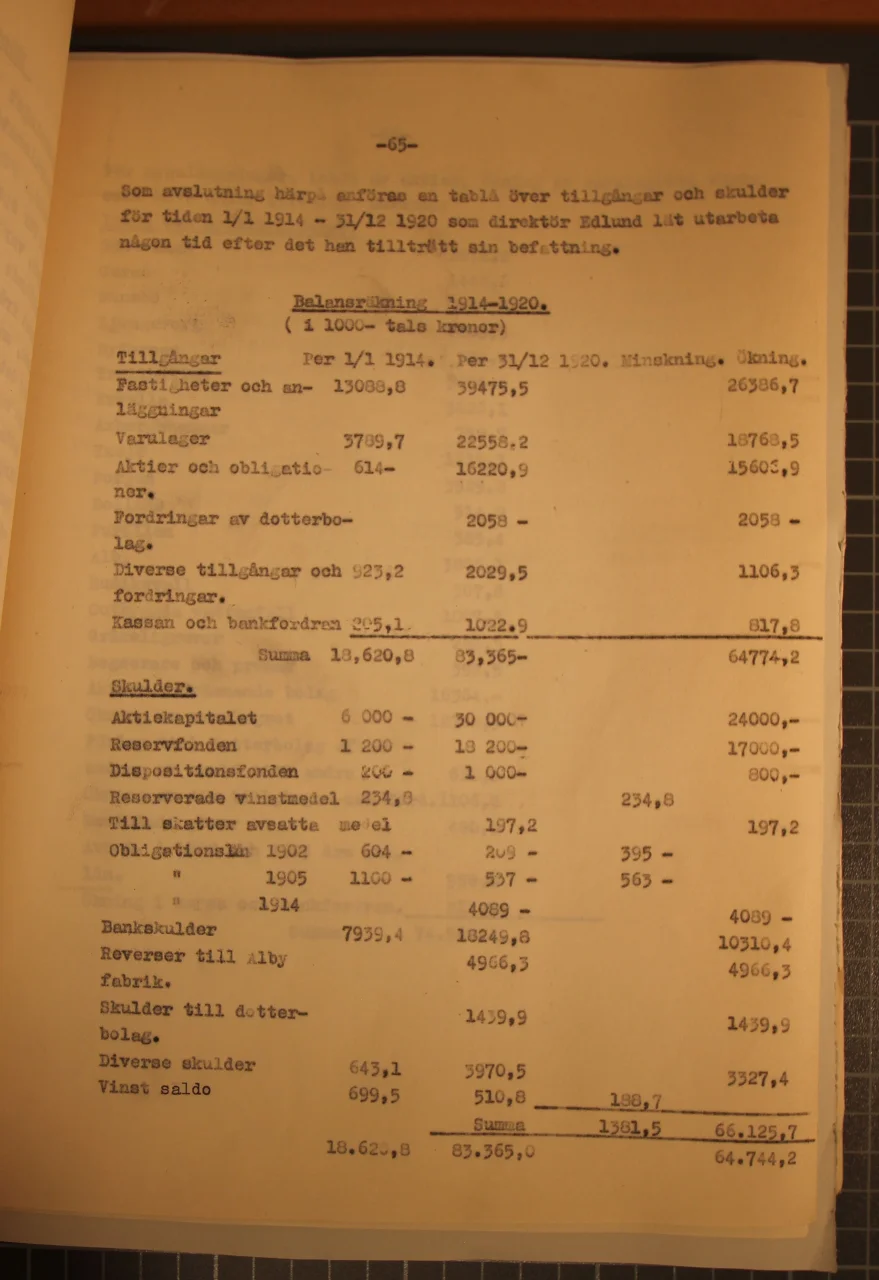 -65-
Som avslutning härpå anföras en tablå över tillgångar och skulder
för tiden 1/1 1914 - 31/12 1920 som direktör Edlund låt utarbeta
någon tid efter det han tillträtt sin befattning.
Balansräkning 1914-1920.
( i 1000- tals kronor)
Tillgångar Per 1/1 1914. Per 31/12 1920. Minskning. Ökning.
Fastigheter och an- 13088,8 39475,5 26386,7
läggningar
Varulager 3789,7 22558.2 18768,5
Aktier och obligatio- 614- 16220,9 15606,9
ner.
Fordringar av dotterbo- 2058 - 2058 -
lag.
Diverse tillgångar och 923,2 2029,5 1106,3
fordringar.
Kassan och bankfordran 205,1. 1022.9 817,8
Summa 18,620,8 83,365- 64774,2
Skulder.
Aktiekapitalet 6 000 - 30 000- 24000,-
Reservfonden 1 200 - 18 200- 17000,-
Dispositionsfonden 200 - 1 000- 800,-
Reserverade vinstmedel 234,8 234,8
Till skatter avsatta medel 197,2 197,2
Obligationslån 1902 604 - 209 - 395 -
" 1905 1100 - 537 - 563 -
" 1914 4089 - 4089 -
Bankskulder 7939,4 18249,8 10310,4
Reverser till Alby 4966,3 4966,3
fabrik.
Skulder till dotter- 1439,9 1439,9
bolag.
Diverse skulder 643,1 3970,5 3327,4
Vinst saldo 699,5 510,8 188,7
Summa 1381,5 66.125,7
18.620,8 83.365,0 64.744,2